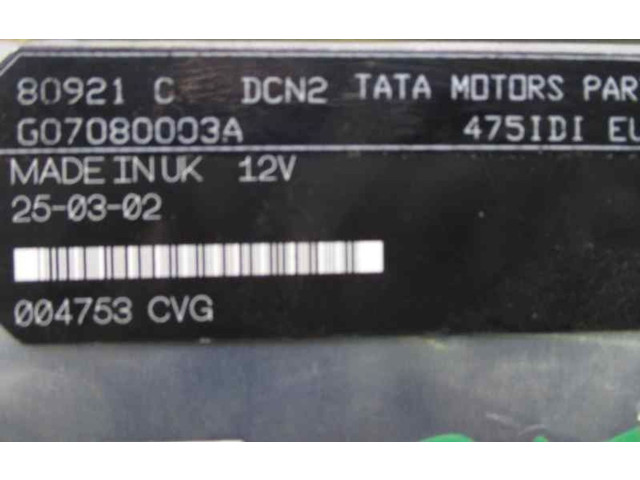 80921 C DCN2 TATA MOTORS PAR
G07080003A 475IDI EU
MADE IN UK 12V
25-03-02
004753 CVG